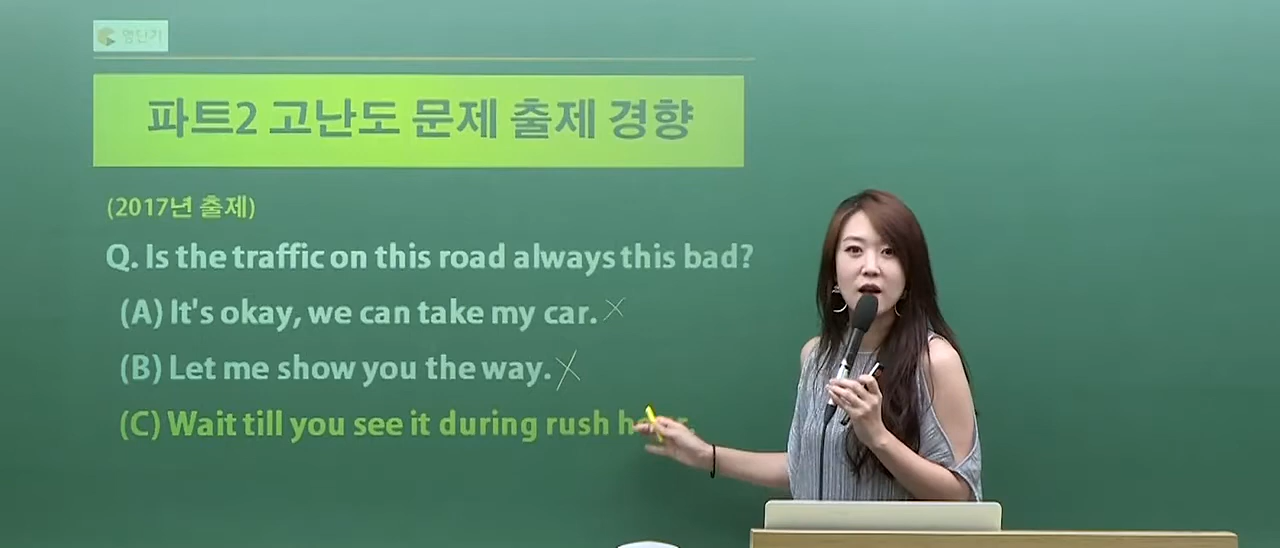 영단기
파트2 고난도 문제 출제 경향
(2017년 출제)
Q. Is the traffic on this road always this bad?
(A) It's okay, we can take my car.
(B) Let me show you the way.
(C) Wait till you see it during rush